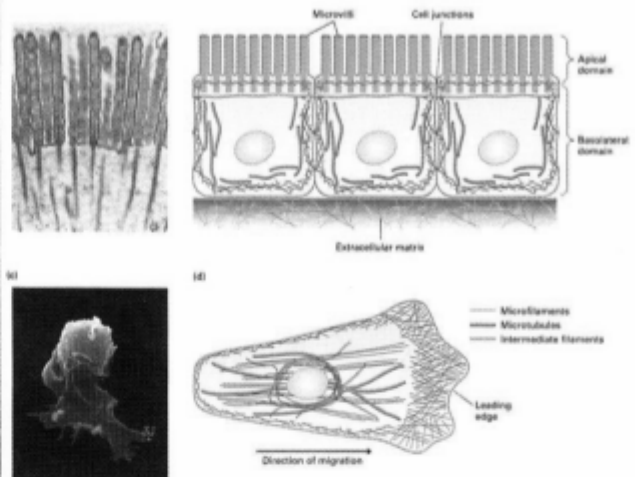 Microvilli
Cell junctions
Apical
domain
Basolateral
domain
Extracellular matrix
(c)
(d)
Microfilaments
Microtubules
Intermediate filaments
Leading
edge
Direction of migration